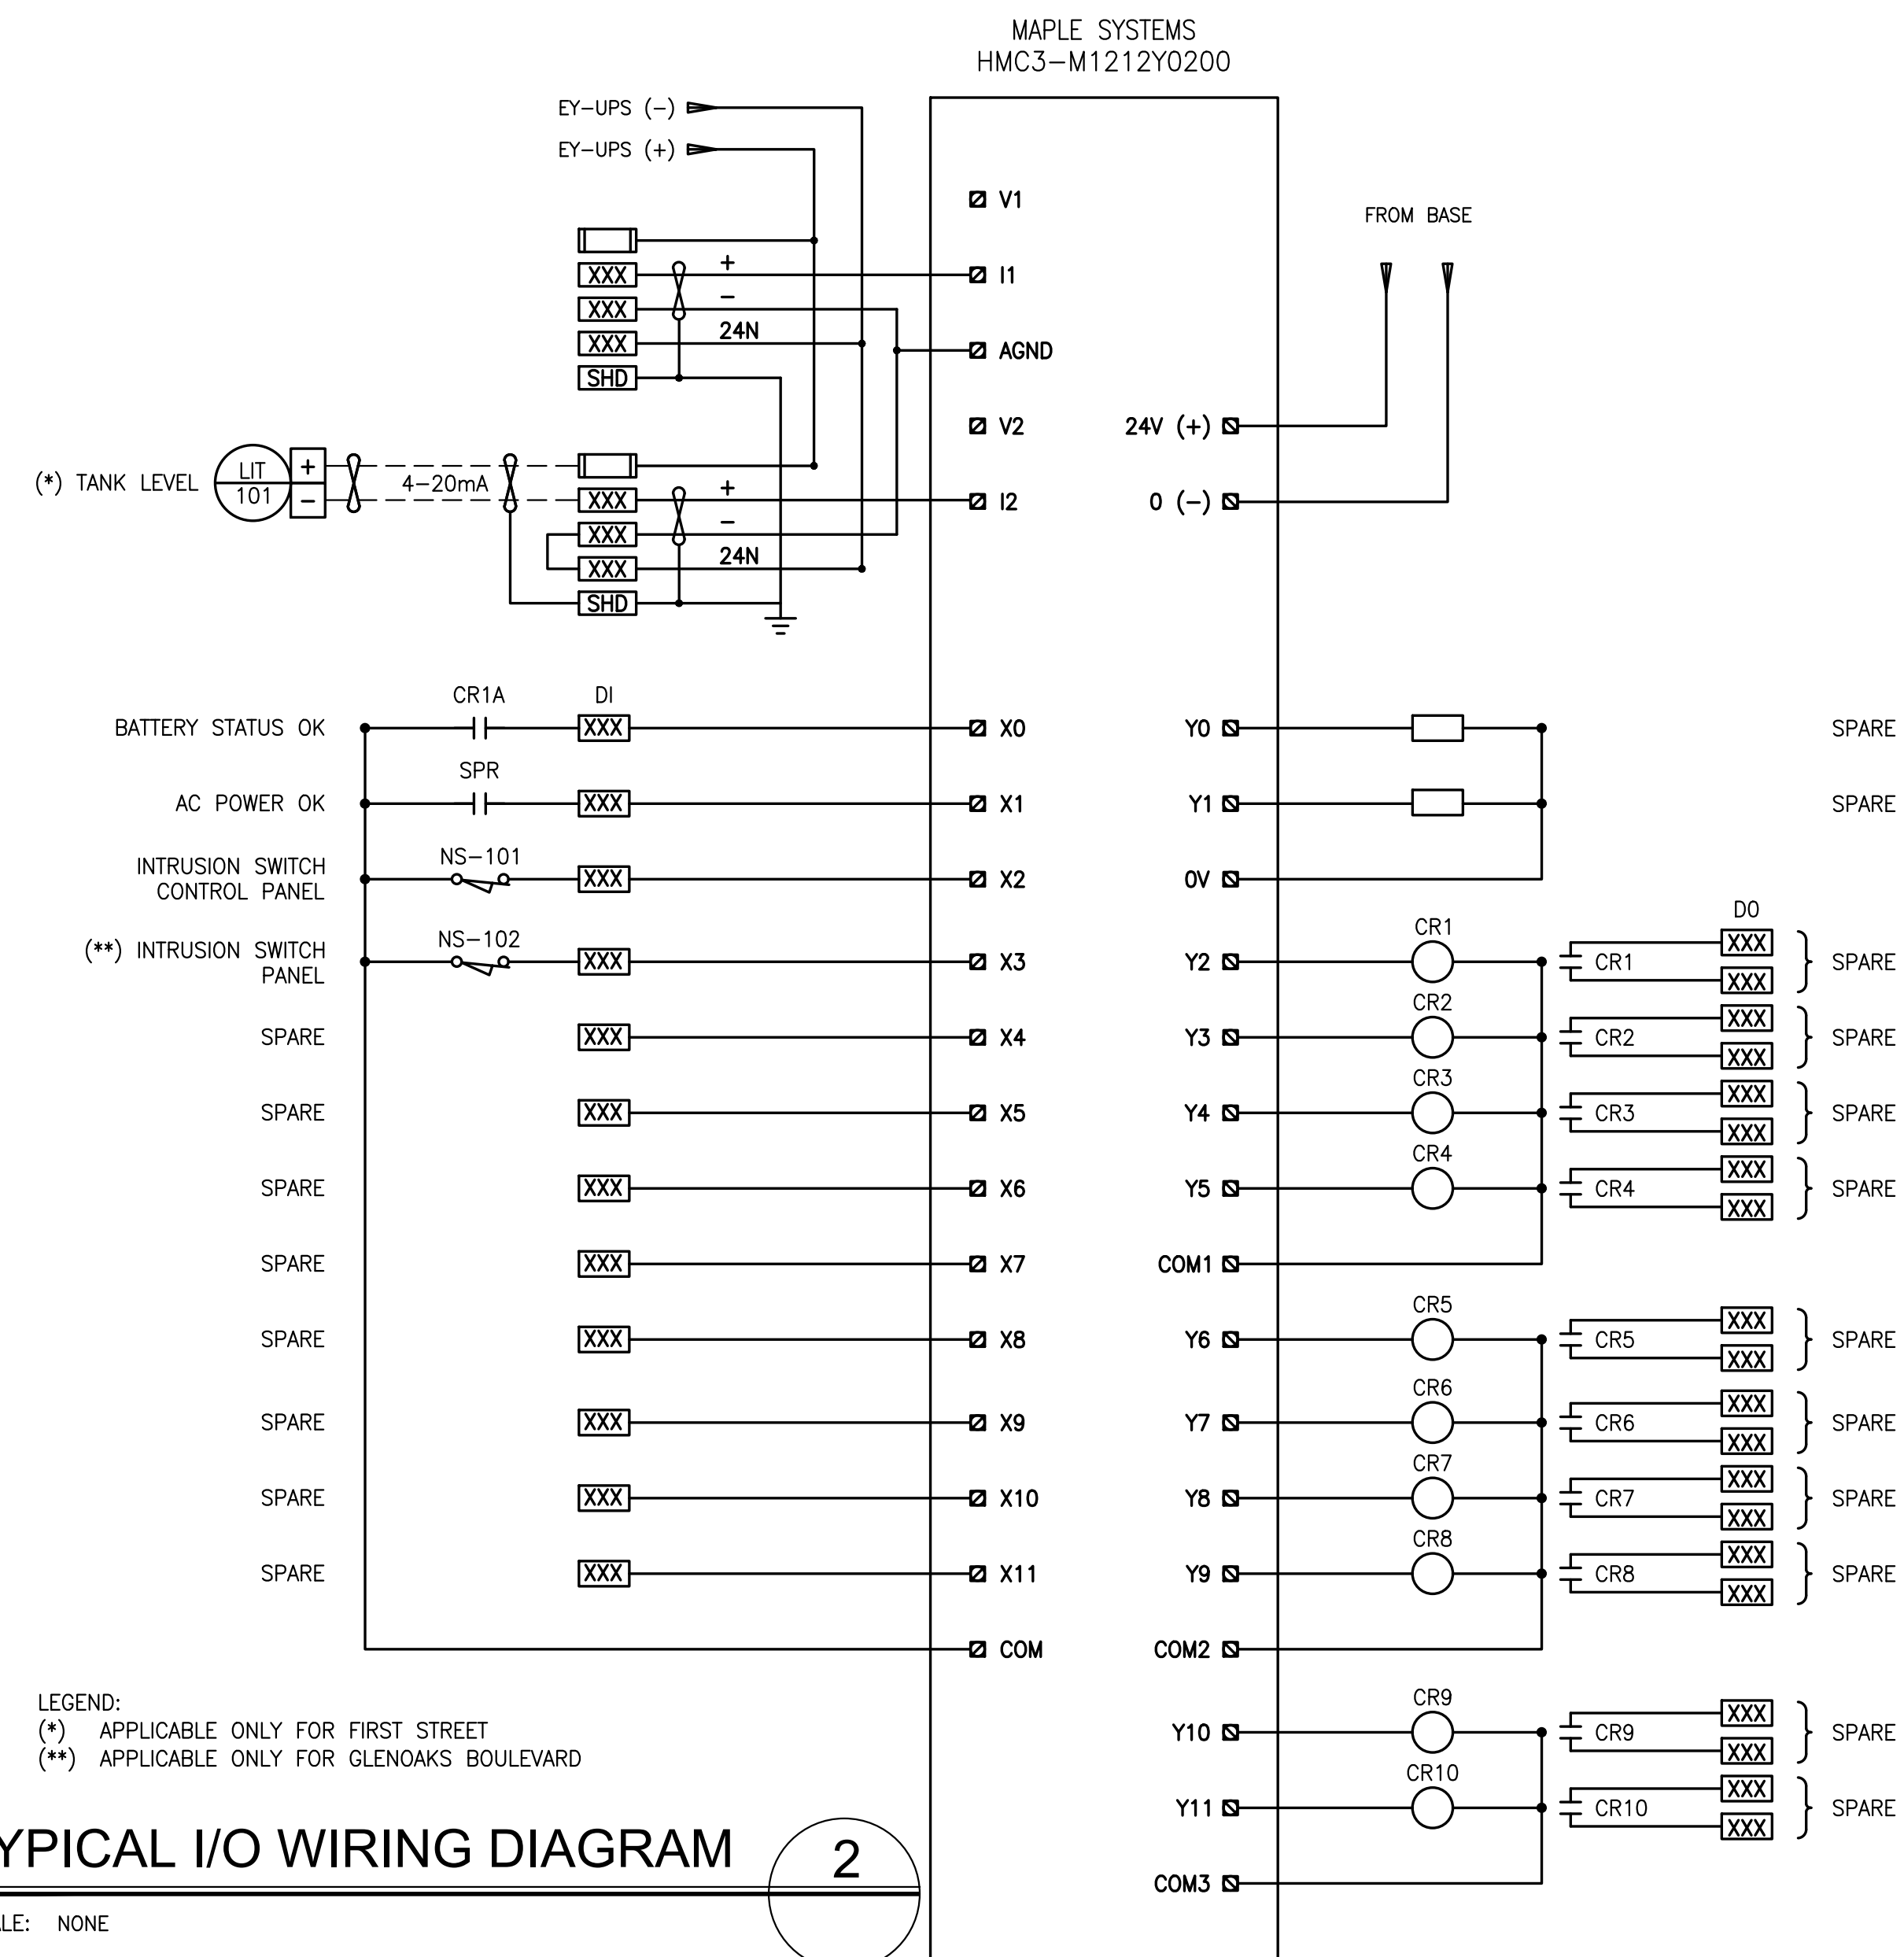 MAPLE SYSTEMS
HMC3-M1212Y0200
EY-UPS (-)
EY-UPS (+)
V1
FROM BASE
XXX + I1
XXX -
XXX 24N
AGND
SHD
V2 24V (+)
(*) TANK LEVEL LIT 101 + - 4-20mA
XXX + I2 0 (-)
XXX -
XXX 24N
SHD
CR1A DI
BATTERY STATUS OK XXX X0 Y0 SPARE
SPR
AC POWER OK XXX X1 Y1 SPARE
NS-101
INTRUSION SWITCH
CONTROL PANEL
XXX X2 0V
NS-102
(**) INTRUSION SWITCH
PANEL
CR1 DO
XXX X3 Y2 CR1 XXX XXX SPARE
CR2
SPARE XXX X4 Y3 CR2 XXX XXX SPARE
CR3
SPARE XXX X5 Y4 CR3 XXX XXX SPARE
CR4
SPARE XXX X6 Y5 CR4 XXX XXX SPARE
SPARE XXX X7 COM1
CR5
SPARE XXX X8 Y6 CR5 XXX XXX SPARE
CR6
SPARE XXX X9 Y7 CR6 XXX XXX SPARE
CR7
SPARE XXX X10 Y8 CR7 XXX XXX SPARE
CR8
SPARE XXX X11 Y9 CR8 XXX XXX SPARE
COM COM2
CR9
Y10 CR9 XXX XXX SPARE
CR10
Y11 CR10 XXX XXX SPARE
COM3
LEGEND:
(*) APPLICABLE ONLY FOR FIRST STREET
(**) APPLICABLE ONLY FOR GLENOAKS BOULEVARD
YPICAL I/O WIRING DIAGRAM
2
LE: NONE